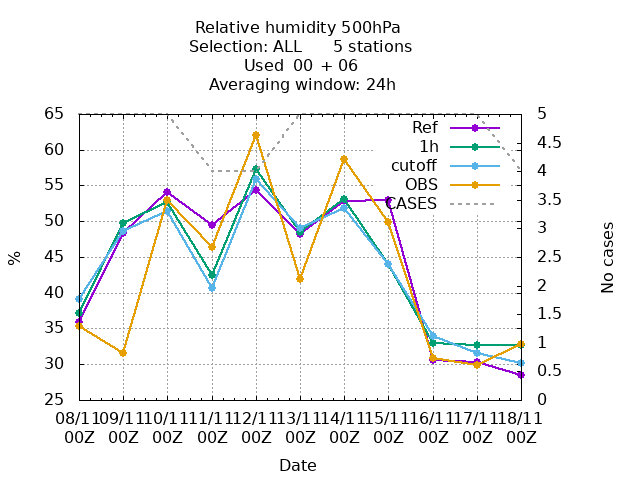 Relative humidity 500hPa
Selection: ALL 5 stations
Used 00 + 06
Averaging window: 24h
65
60
55
50
45
40
35
30
25
%
5
4.5
4
3.5
3
2.5
2
1.5
1
0.5
0
No cases
Ref
1h
cutoff
OBS
CASES
08/11 09/11 10/11 11/11 12/11 13/11 14/11 15/11 16/11 17/11 18/11
00Z 00Z 00Z 00Z 00Z 00Z 00Z 00Z 00Z 00Z 00Z
Date